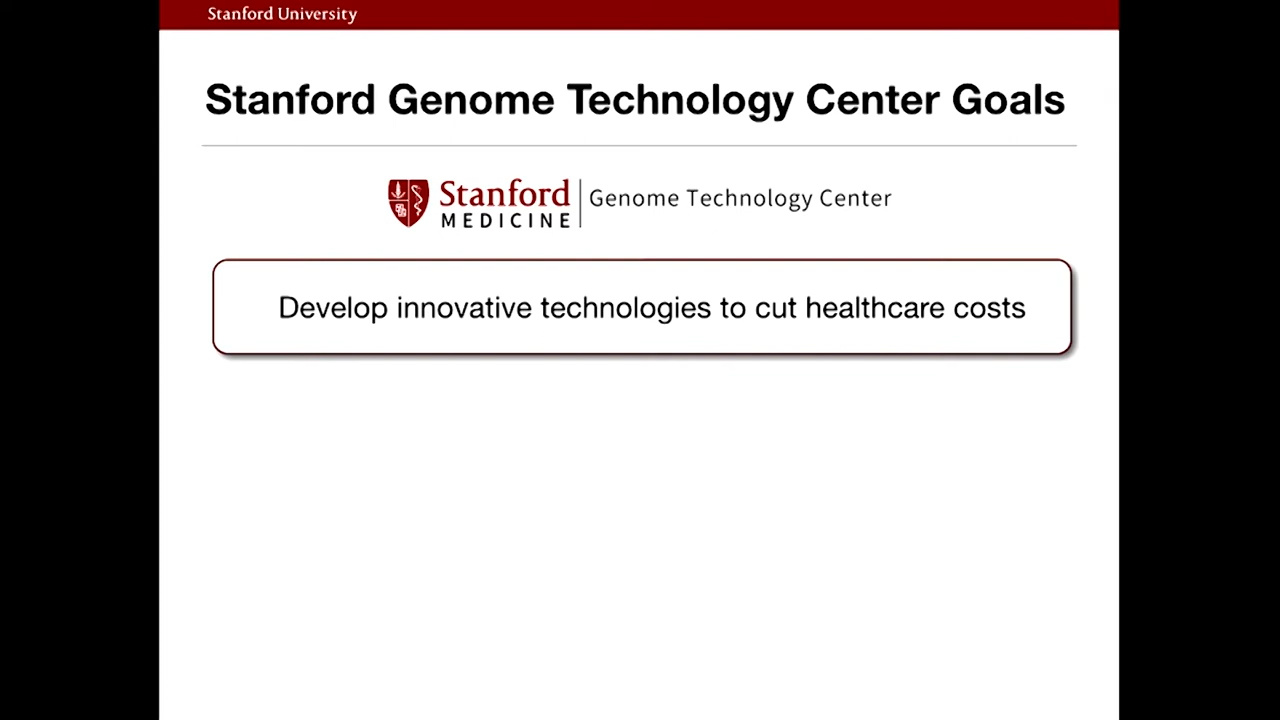 Stanford University
Stanford Genome Technology Center Goals
Stanford
MEDICINE
Genome Technology Center
Develop innovative technologies to cut healthcare costs